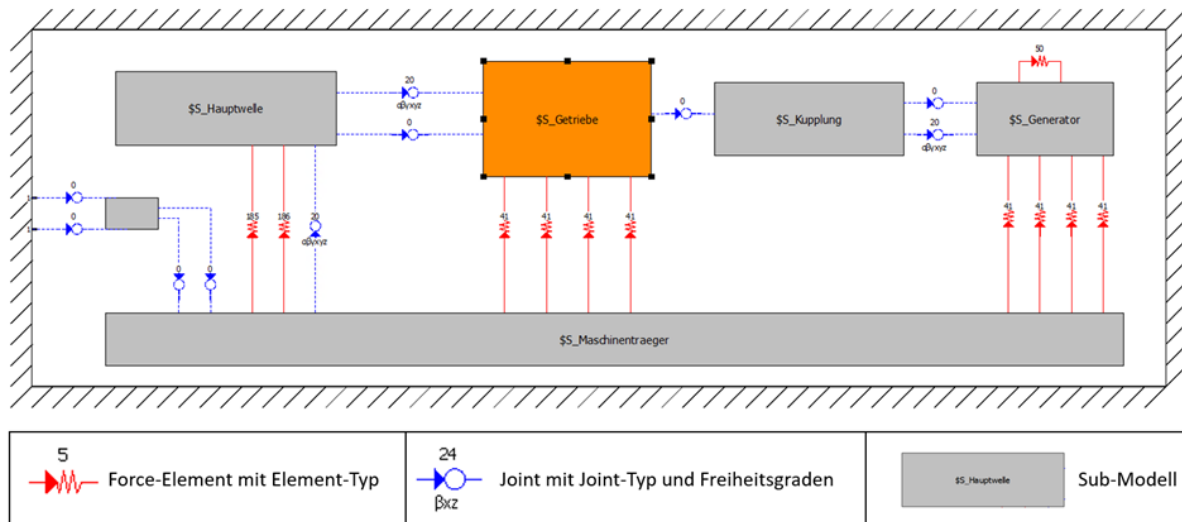 50
20
αβγxyz
0
0
0
20
αβγxyz
$S_Hauptwelle
$S_Getriebe
$S_Kupplung
$S_Generator
0
0
1
1
185
186
20
αβγxyz
41
41
41
41
41
41
41
41
0
0
$S_Maschinentraeger
5
Force-Element mit Element-Typ
24
βxz
Joint mit Joint-Typ und Freiheitsgraden
$S_Hauptwelle
Sub-Modell